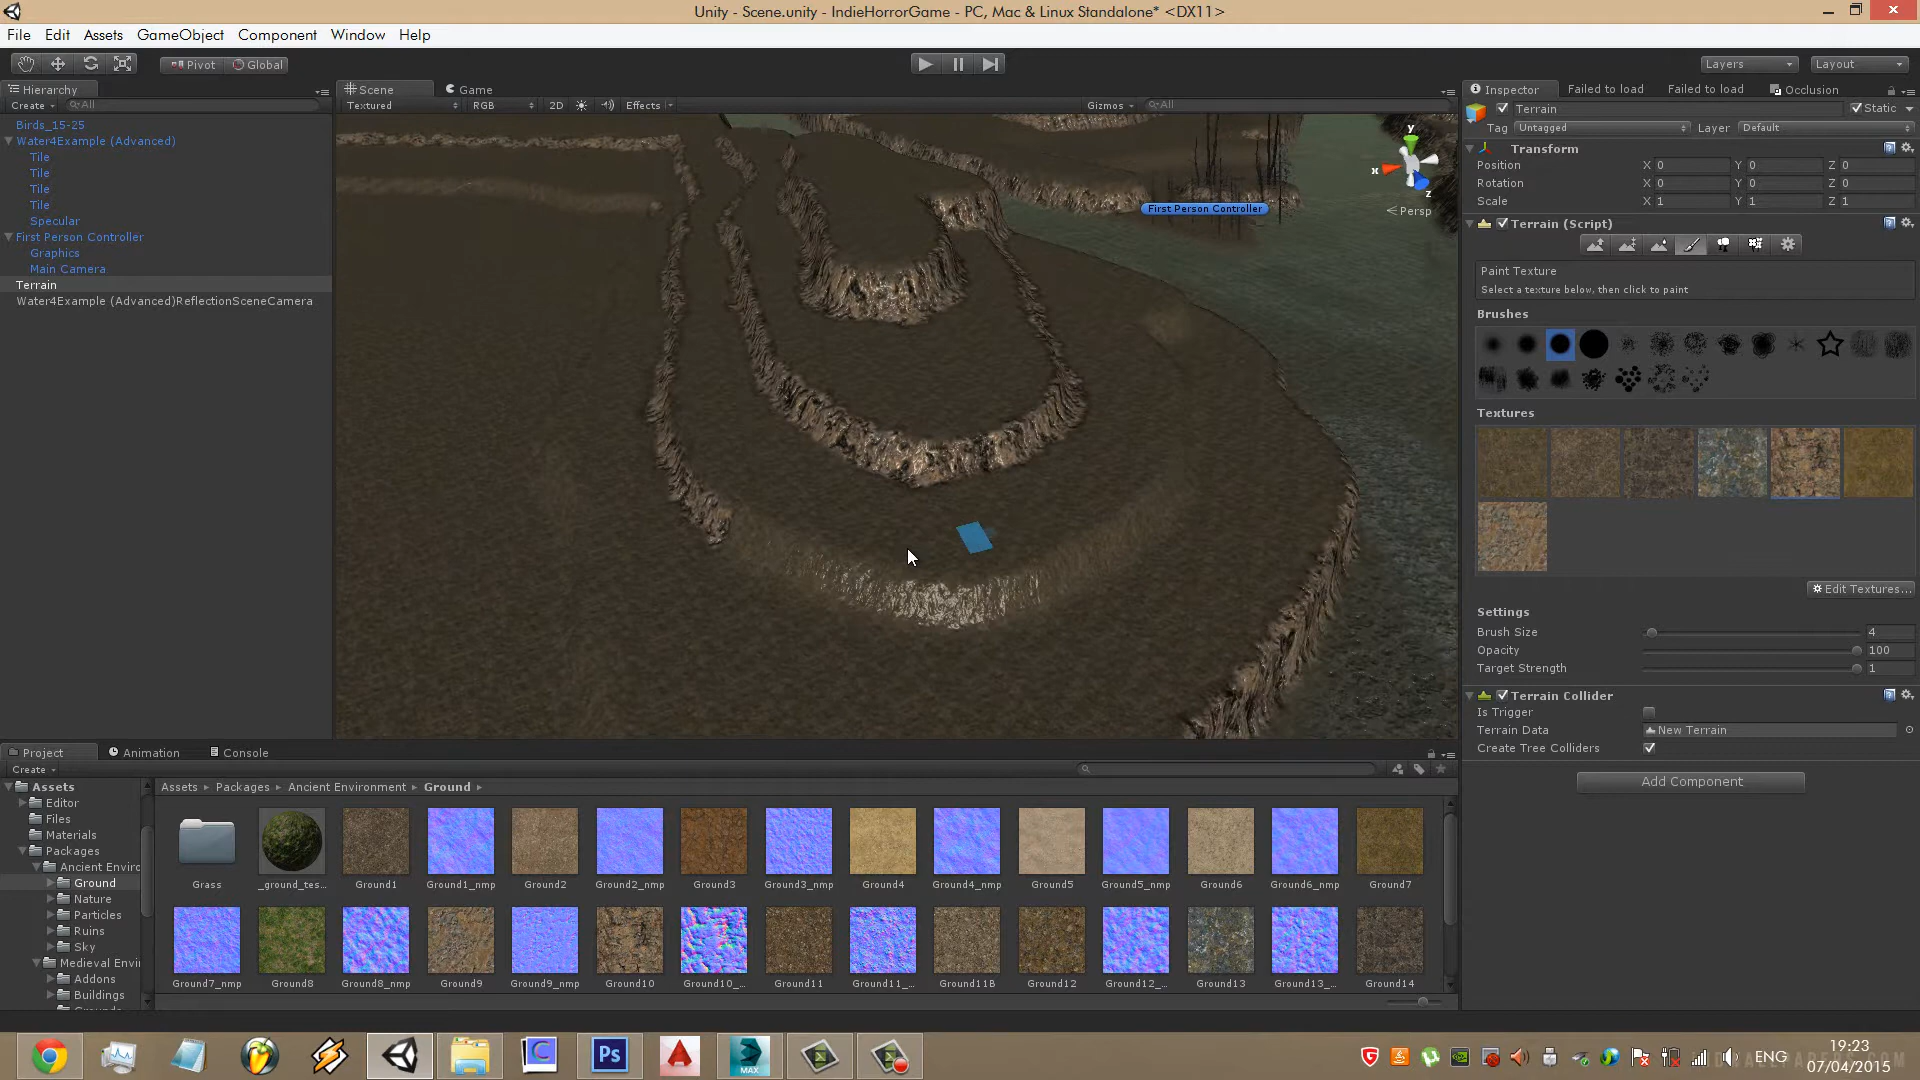 Unity - Scene.unity - IndieHorrorGame - PC, Mac & Linux Standalone* <DX11>
File Edit Assets GameObject Component Window Help
Pivot Global Layers Layout
Hierarchy
Create All
Birds_15-25
Water4Example (Advanced)
Tile
Tile
Tile
Tile
Specular
First Person Controller
Graphics
Main Camera
Terrain
Water4Example (Advanced)ReflectionSceneCamera
Scene Game
Textured RGB 2D Effects Gizmos All
First Person Controller
y
x
z
Persp
Inspector Failed to load Failed to load Occlusion
Terrain Static
Tag Untagged Layer Default
Transform
Position X 0 Y 0 Z 0
Rotation X 0 Y 0 Z 0
Scale X 1 Y 1 Z 1
Terrain (Script)
Paint Texture
Select a texture below, then click to paint
Brushes
Textures
Edit Textures...
Settings
Brush Size 4
Opacity 100
Target Strength 1
Terrain Collider
Is Trigger
Terrain Data New Terrain
Create Tree Colliders
Add Component
Project Animation Console
Create
Assets
Editor
Files
Materials
Packages
Ancient Enviro
Ground
Nature
Particles
Ruins
Sky
Medieval Envi
Addons
Buildings
Assets Packages Ancient Environment Ground
Grass _ground_tes... Ground1 Ground1_nmp Ground2 Ground2_nmp Ground3 Ground3_nmp Ground4 Ground4_nmp Ground5 Ground5_nmp Ground6 Ground6_nmp Ground7
Ground7_nmp Ground8 Ground8_nmp Ground9 Ground9_nmp Ground10 Ground10_... Ground11 Ground11_... Ground11B Ground12 Ground12_... Ground13 Ground13_... Ground14
Ps
MAX
ENG
19:23
07/04/2015